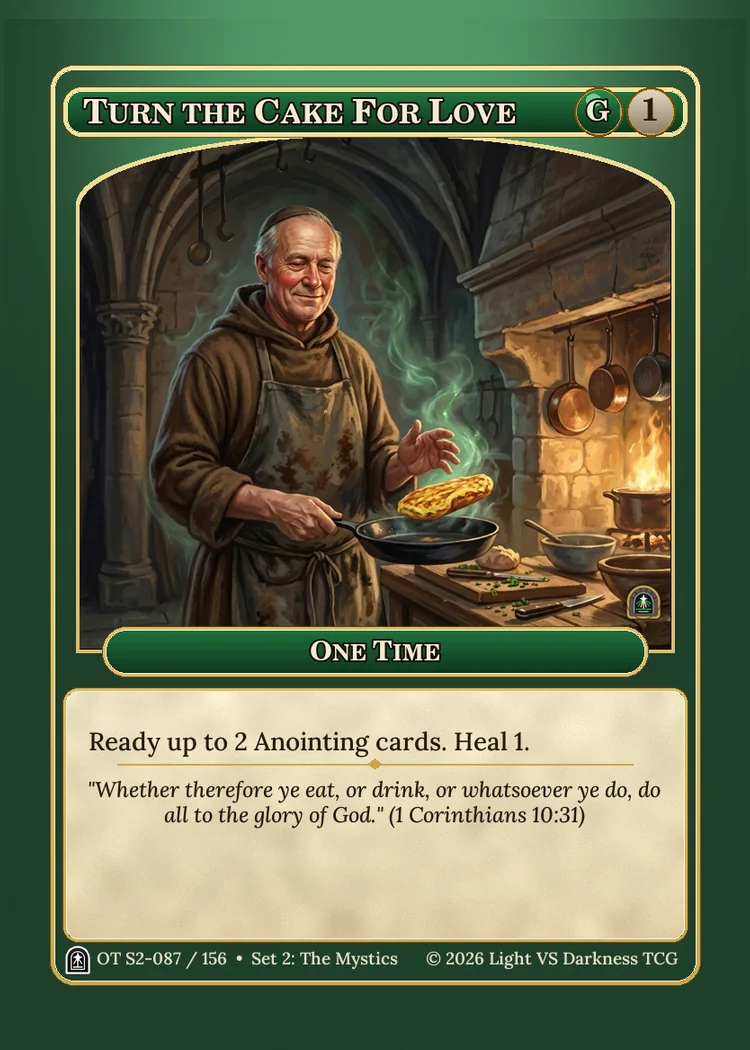 Turn the Cake For Love G 1
One Time
Ready up to 2 Anointing cards. Heal 1.
"Whether therefore ye eat, or drink, or whatsoever ye do, do
all to the glory of God." (1 Corinthians 10:31)
OT S2-087 / 156 • Set 2: The Mystics © 2026 Light VS Darkness TCG